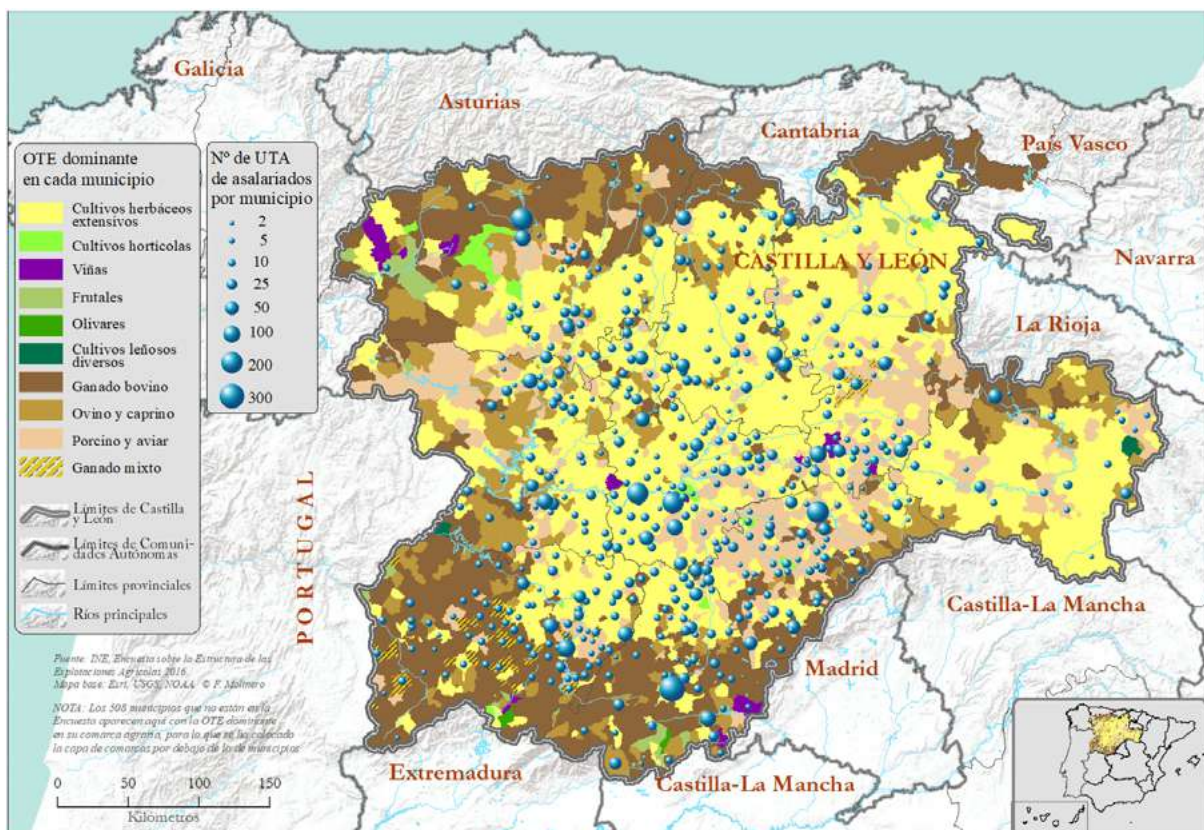 Galicia
Asturias
Cantabria
País Vasco
Navarra
La Rioja
CASTILLA Y LEÓN
PORTUGAL
Castilla-La Mancha
Madrid
Extremadura
Castilla-La Mancha
OTE dominante
en cada municipio
Cultivos herbáceos
extensivos
Cultivos hortícolas
Viñas
Frutales
Olivares
Cultivos leñosos
diversos
Ganado bovino
Ovino y caprino
Porcino y aviar
Ganado mixto
Límites de Castilla
y León
Límites de Comuni-
dades Autónomas
Límites provinciales
Ríos principales
Nº de UTA
de asalariados
por municipio
2
5
10
25
50
100
200
300
Fuente: INE, Encuesta sobre la Estructura de las
Explotaciones Agrícolas 2016
Mapa base: Esri, USGS, NOAA. © F. Molinero
NOTA: Los 508 municipios que no están en la
Encuesta aparecen aquí con la OTE dominante
en su comarca agraria, para lo que se ha colocado
la capa de comarcas por debajo de la de municipios
0 50 100 150
Kilómetros